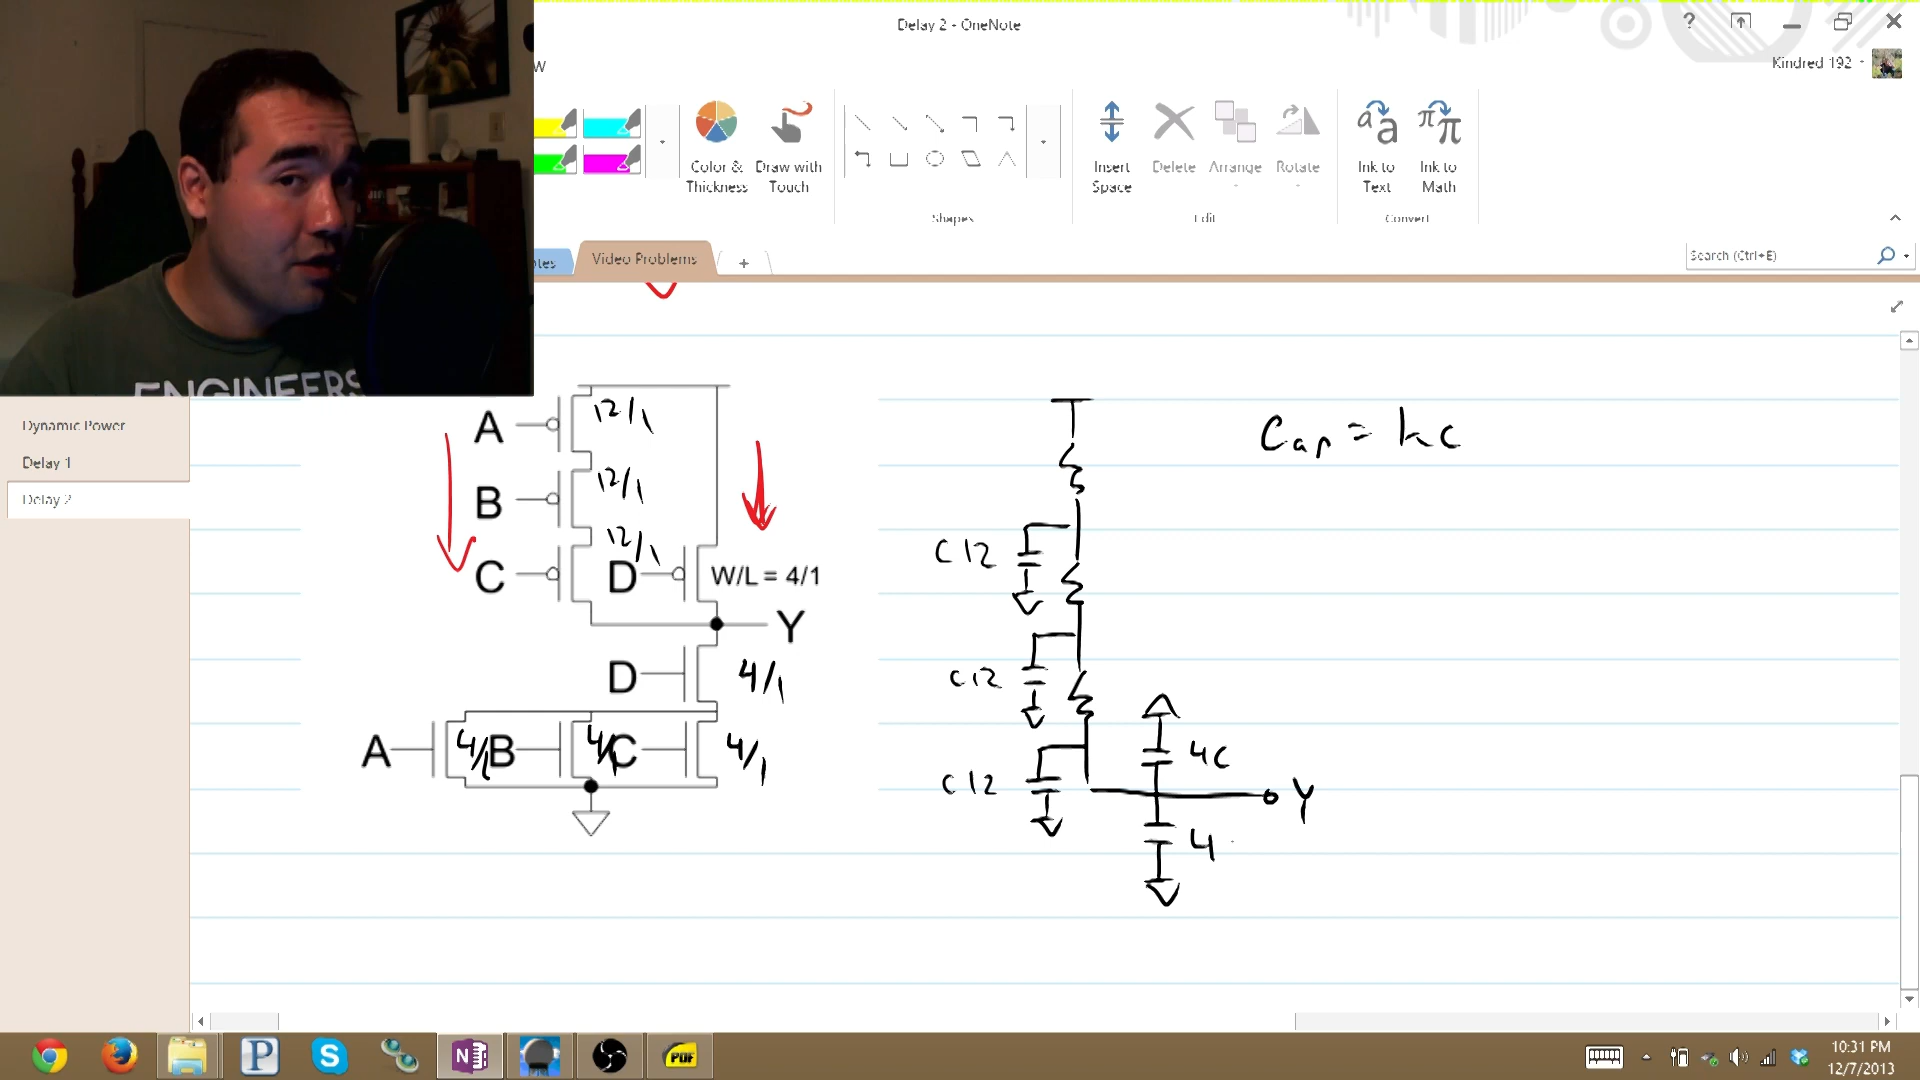 Delay 2 - OneNote
?
Kindred 192
W
Color & Thickness
Draw with Touch
Insert Space
Delete
Arrange
Rotate
Ink to Text
Ink to Math
Shapes
Edit
Convert
otes
Video Problems
+
Search (Ctrl+E)
ENGINEERS
Dynamic Power
Delay 1
Delay 2
A 12/1
B 12/1
12/1
C D W/L = 4/1
Y
D 4/1
A 4/1 B 4/1 C 4/1
Cap = kC
C12
C12
C12
4C
Y
4
10:31 PM
12/7/2013
PDF